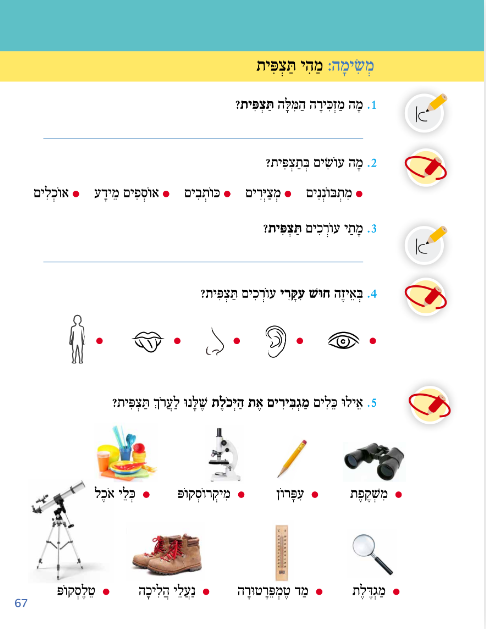 מְשִׂימָה: מַהִי תַּצְפִּית
1. מָה מַזְכִּירָה הַמִּלָּה תַּצְפִּית?
2. מָה עוֹשִׂים בְּתַצְפִּית?
• מִתְבּוֹנְנִים • מְצַיְּרִים • כּוֹתְבִים • אוֹסְפִים מֵידָע • אוֹכְלִים
3. מָתַי עוֹרְכִים תַּצְפִּית?
4. בְּאֵיזֶה חוּשׁ עִקָּרִי עוֹרְכִים תַּצְפִּית?
5. אֵילוּ כֵּלִים מַגְבִּירִים אֶת הַיְּכֹלֶת שֶׁלָּנוּ לַעֲרֹךְ תַּצְפִּית?
• מִשְׁקֶפֶת • עִפָּרוֹן • מִיקְרוֹסְקוֹפּ • כְּלֵי אֹכֶל
• מַגְדֶּלֶת • מַד טֶמְפֵּרָטוּרָה • נַעֲלֵי הֲלִיכָה • טֵלֶסְקוֹפּ
67